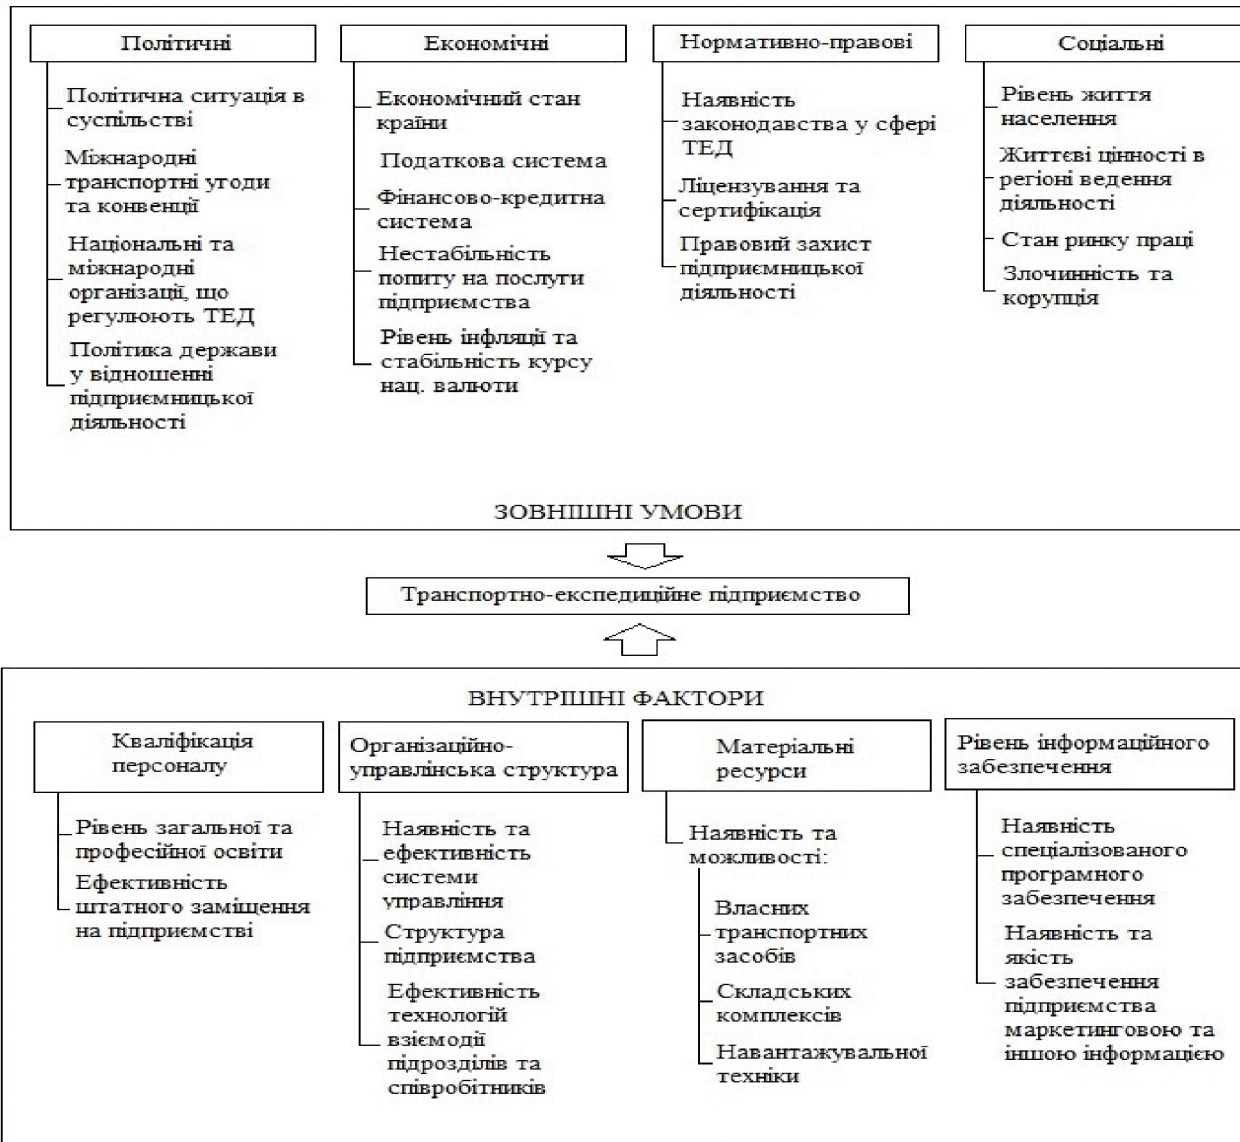 Політичні
Політична ситуація в
суспільстві
Міжнародні
транспортні угоди
та конвенції
Національні та
міжнародні
організації, що
регулюють ТЕД
Політика держави
у відношенні
підприємницької
діяльності
Економічні
Економічний стан
країни
Податкова система
Фінансово-кредитна
система
Нестабільність
попиту на послуги
підприємства
Рівень інфляції та
стабільність курсу
нац. валюти
Нормативно-правові
Наявність
законодавства у сфері
ТЕД
Ліцензування та
сертифікація
Правовий захист
підприємницької
діяльності
Соціальні
Рівень життя
населення
Життєві цінності в
регіоні ведення
діяльності
Стан ринку праці
Злочинність та
корупція
ЗОВНІШНІ УМОВИ
Транспортно-експедиційне підприємство
ВНУТРІШНІ ФАКТОРИ
Кваліфікація
персоналу
Рівень загальної та
професійної освіти
Ефективність
штатного заміщення
на підприємстві
Організаційно-
управлінська структура
Наявність та
ефективність
системи
управління
Структура
підприємства
Ефективність
технологій
взіємодії
підрозділів та
співробітників
Матеріальні
ресурси
Наявність та
можливості:
Власних
транспортних
засобів
Складських
комплексів
Навантажувальної
техніки
Рівень інформаційного
забезпечення
Наявність
спеціалізованого
програмного
забезпечення
Наявність та
якість
забезпечення
підприємства
маркетинговою та
іншою інформацією